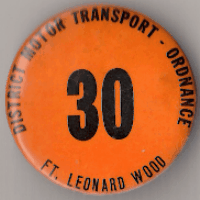 DISTRICT MOTOR TRANSPORT - ORDNANCE
30
FT. LEONARD WOOD